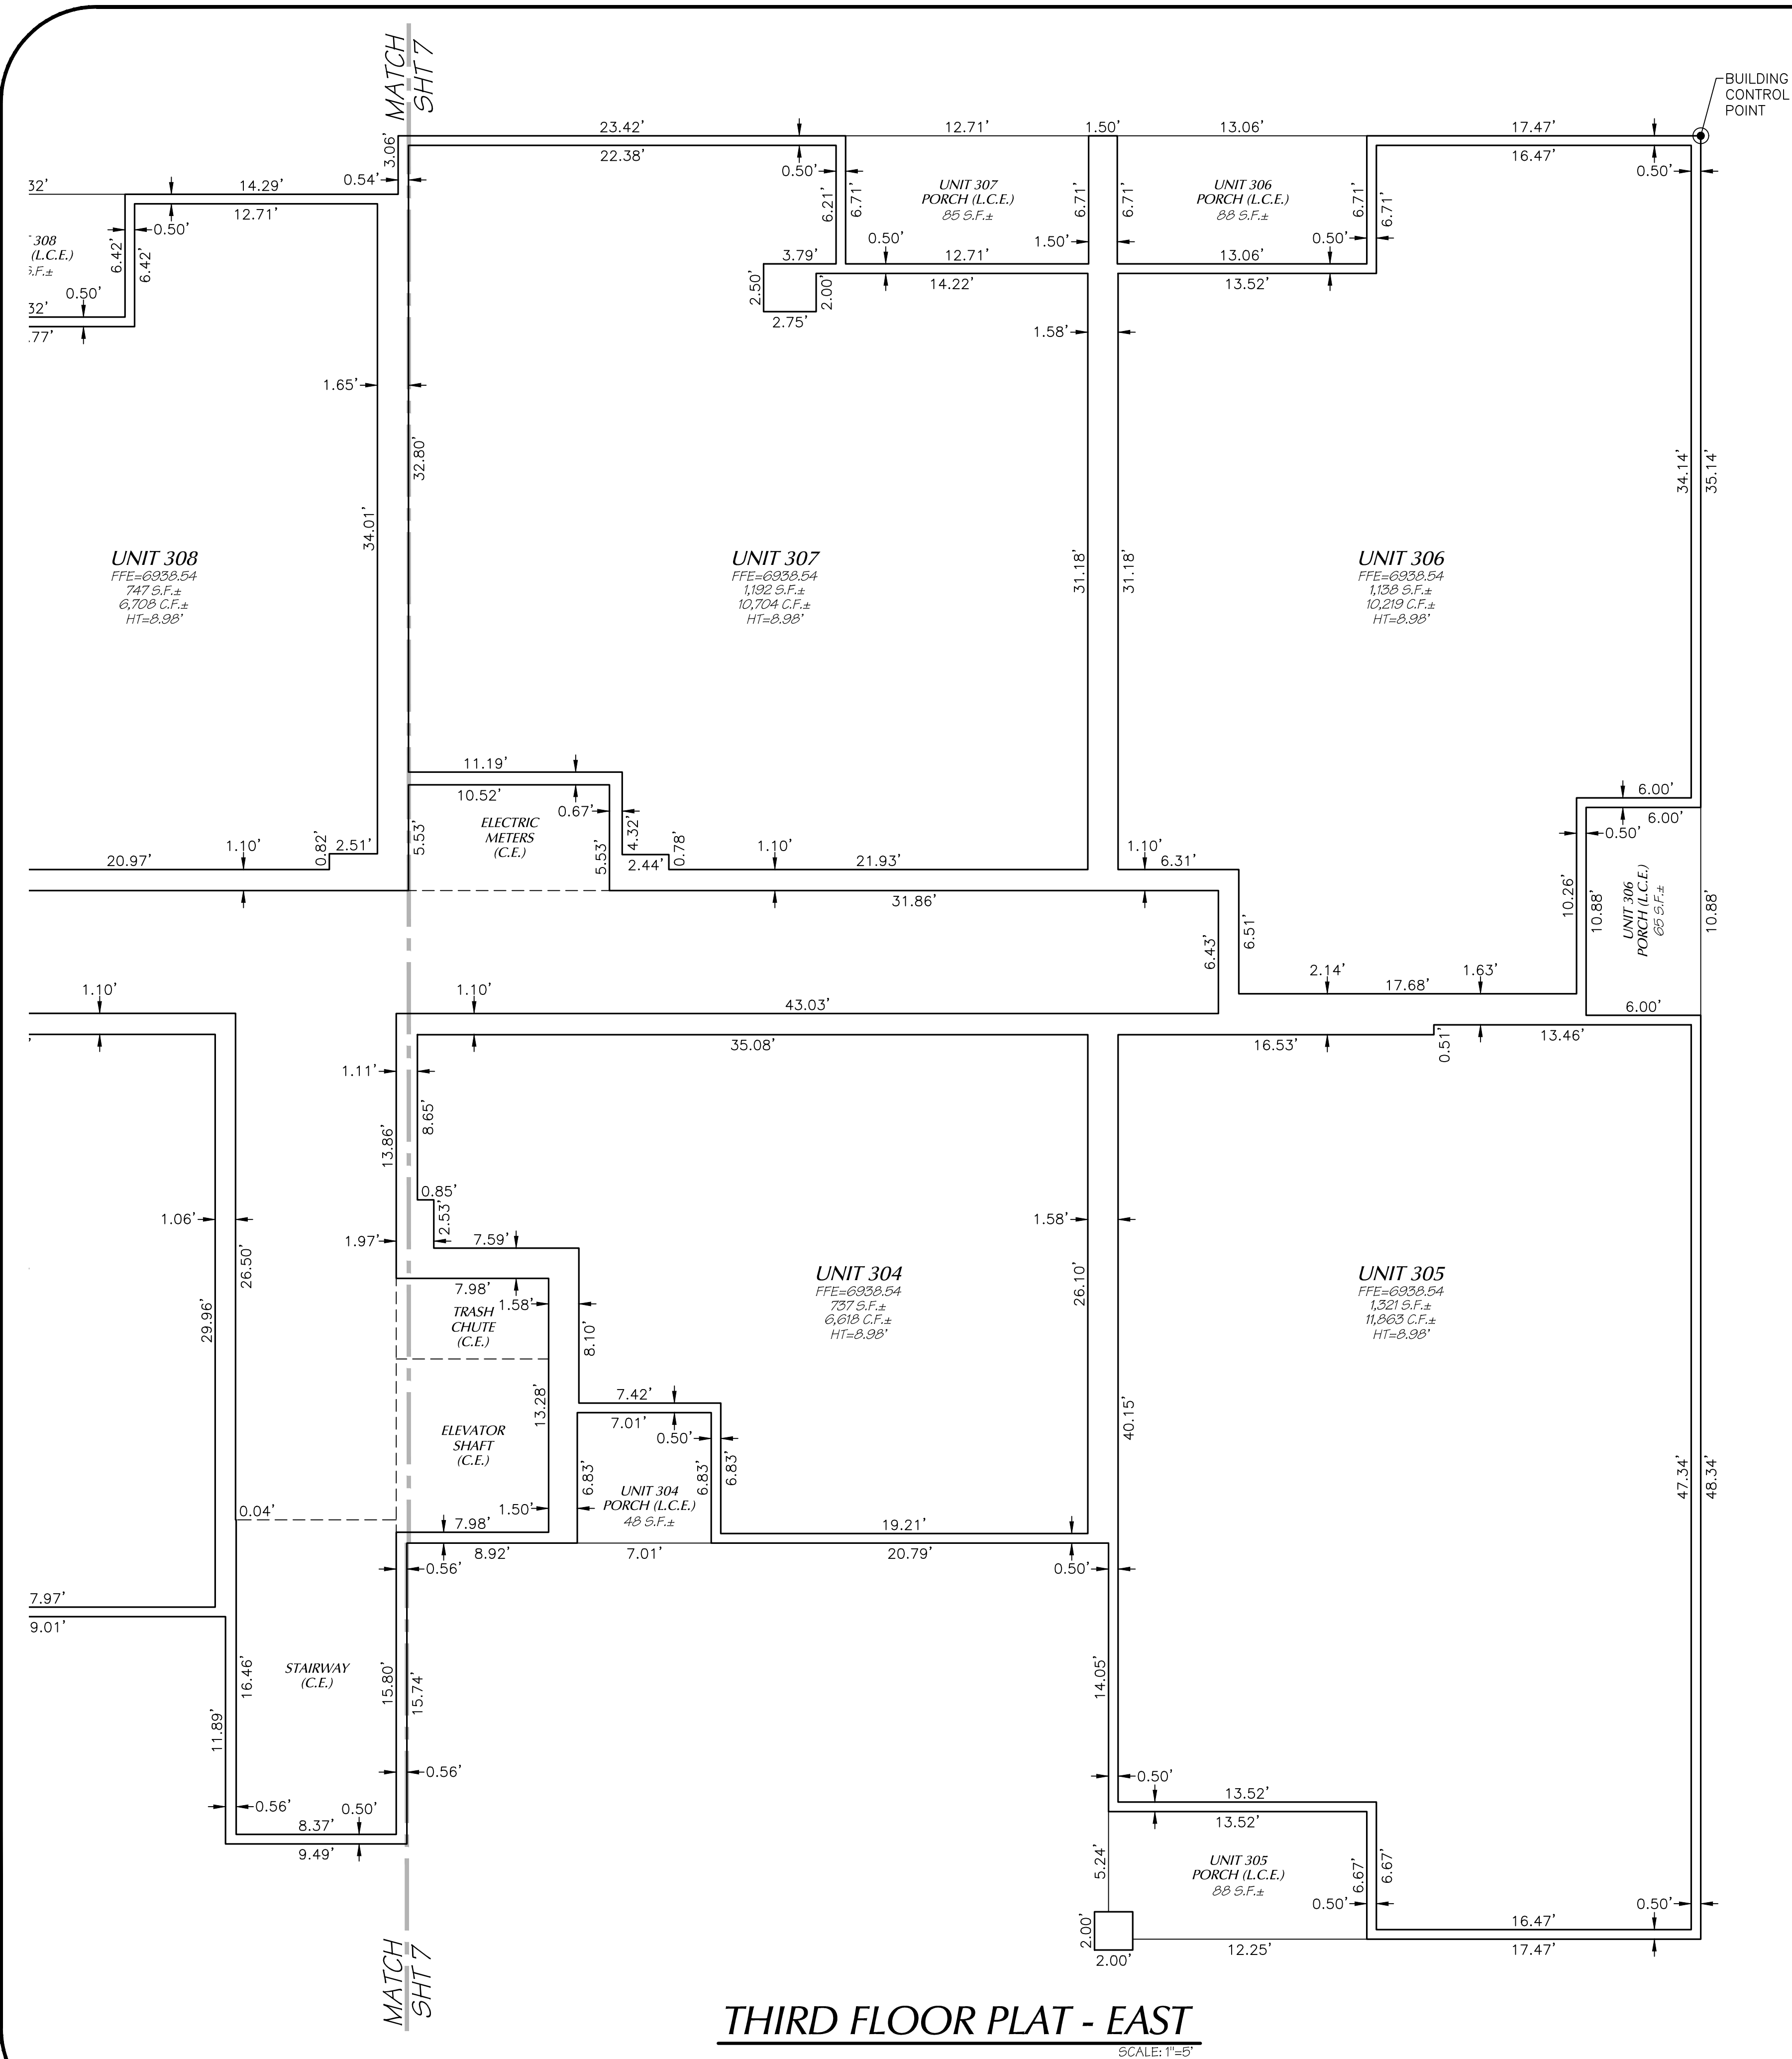 MATCH
SHT 7
BUILDING
CONTROL
POINT
23.42'
12.71'
1.50'
13.06'
17.47'
22.38'
16.47'
3.06'
0.54'
0.50'
0.50'
32'
14.29'
12.71'
0.50'
6.42'
6.42'
308
(L.C.E.)
S.F.±
0.50'
32'
.77'
6.21'
6.71'
UNIT 307
PORCH (L.C.E.)
85 S.F.±
6.71'
6.71'
UNIT 306
PORCH (L.C.E.)
88 S.F.±
6.71'
6.71'
3.79'
0.50'
12.71'
1.50'
13.06'
0.50'
2.50'
2.00'
2.75'
14.22'
13.52'
1.58'
1.65'
32.80'
34.01'
31.18'
31.18'
34.14'
35.14'
UNIT 308
FFE=6938.54
747 S.F.±
6,708 C.F.±
HT=8.98'
UNIT 307
FFE=6938.54
1,192 S.F.±
10,704 C.F.±
HT=8.98'
UNIT 306
FFE=6938.54
1,138 S.F.±
10,219 C.F.±
HT=8.98'
11.19'
10.52'
0.67'
ELECTRIC
METERS
(C.E.)
5.53'
5.53'
4.32'
2.44'
0.78'
20.97'
1.10'
0.82'
2.51'
1.10'
21.93'
1.10'
6.31'
31.86'
6.43'
6.51'
6.00'
6.00'
0.50'
10.26'
10.88'
UNIT 306
PORCH (L.C.E.)
65 S.F.±
10.88'
2.14'
17.68'
1.63'
6.00'
1.10'
1.10'
43.03'
'
35.08'
16.53'
0.51'
13.46'
1.11'
8.65'
13.86'
0.85'
2.53'
1.06'
1.97'
7.59'
1.58'
26.50'
26.10'
29.96'
7.98'
1.58'
TRASH
CHUTE
(C.E.)
8.10'
UNIT 304
FFE=6938.54
737 S.F.±
6,618 C.F.±
HT=8.98'
UNIT 305
FFE=6938.54
1,321 S.F.±
11,863 C.F.±
HT=8.98'
13.28'
7.42'
7.01'
0.50'
ELEVATOR
SHAFT
(C.E.)
40.15'
47.34'
48.34'
6.83'
6.83'
6.83'
UNIT 304
PORCH (L.C.E.)
48 S.F.±
0.04'
1.50'
7.98'
19.21'
8.92'
7.01'
20.79'
0.56'
0.50'
7.97'
9.01'
STAIRWAY
(C.E.)
16.46'
15.80'
15.74'
11.89'
14.05'
0.56'
0.56'
0.50'
8.37'
9.49'
0.50'
13.52'
13.52'
5.24'
UNIT 305
PORCH (L.C.E.)
88 S.F.±
6.67'
6.67'
0.50'
0.50'
16.47'
2.00'
2.00'
12.25'
17.47'
MATCH
SHT 7
THIRD FLOOR PLAT - EAST
SCALE: 1"=5'